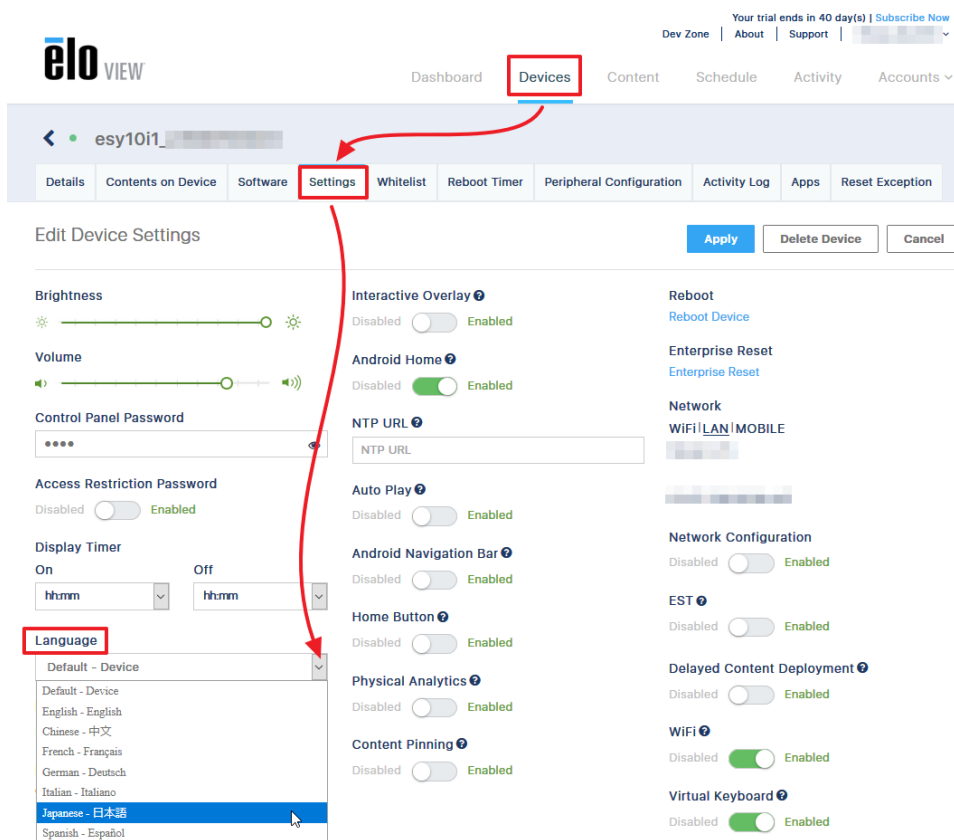 Your trial ends in 40 day(s) | Subscribe Now
Dev Zone | About | Support |
ēlo VIEW
Dashboard Devices Content Schedule Activity Accounts
esy10i1_
Details Contents on Device Software Settings Whitelist Reboot Timer Peripheral Configuration Activity Log Apps Reset Exception
Edit Device Settings
Apply Delete Device Cancel
Brightness
Volume
Control Panel Password
Access Restriction Password
Disabled Enabled
Display Timer
On Off
hh:mm hh:mm
Language
Default - Device
Default - Device
English - English
Chinese - 中文
French - Français
German - Deutsch
Italian - Italiano
Japanese - 日本語
Spanish - Español
Interactive Overlay
Disabled Enabled
Android Home
Disabled Enabled
NTP URL
NTP URL
Auto Play
Disabled Enabled
Android Navigation Bar
Disabled Enabled
Home Button
Disabled Enabled
Physical Analytics
Disabled Enabled
Content Pinning
Disabled Enabled
Reboot
Reboot Device
Enterprise Reset
Enterprise Reset
Network
WiFi|LAN|MOBILE
Network Configuration
Disabled Enabled
EST
Disabled Enabled
Delayed Content Deployment
Disabled Enabled
WiFi
Disabled Enabled
Virtual Keyboard
Disabled Enabled